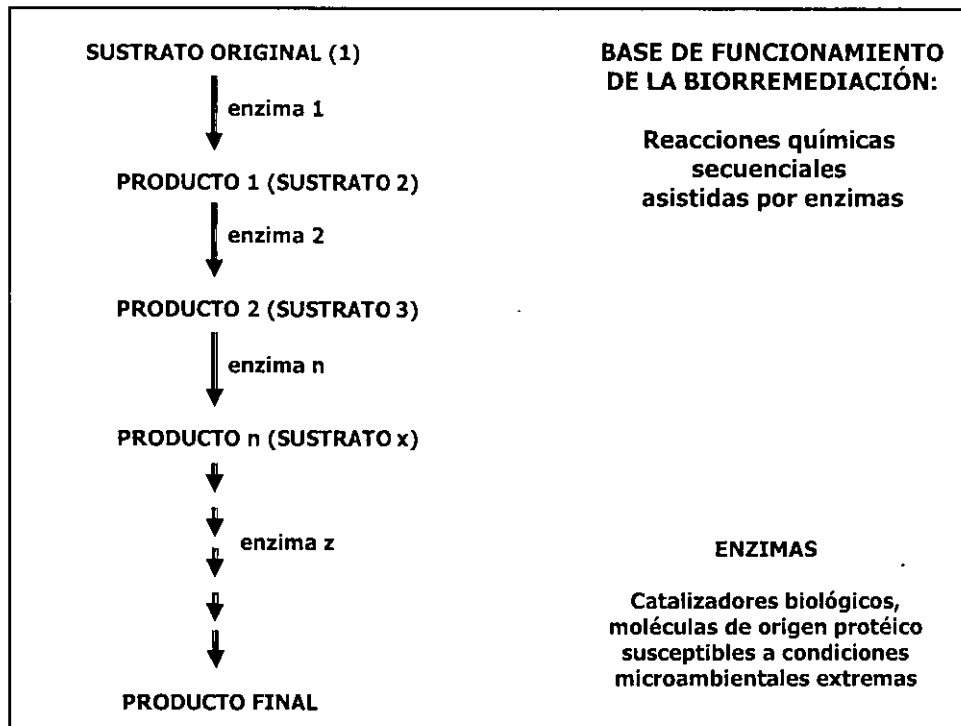 SUSTRATO ORIGINAL (1)
enzima 1
PRODUCTO 1 (SUSTRATO 2)
enzima 2
PRODUCTO 2 (SUSTRATO 3)
enzima n
PRODUCTO n (SUSTRATO x)
enzima z
PRODUCTO FINAL
BASE DE FUNCIONAMIENTO
DE LA BIORREMEDIACIÓN:
Reacciones químicas
secuenciales
asistidas por enzimas
ENZIMAS
Catalizadores biológicos,
moléculas de origen protéico
susceptibles a condiciones
microambientales extremas